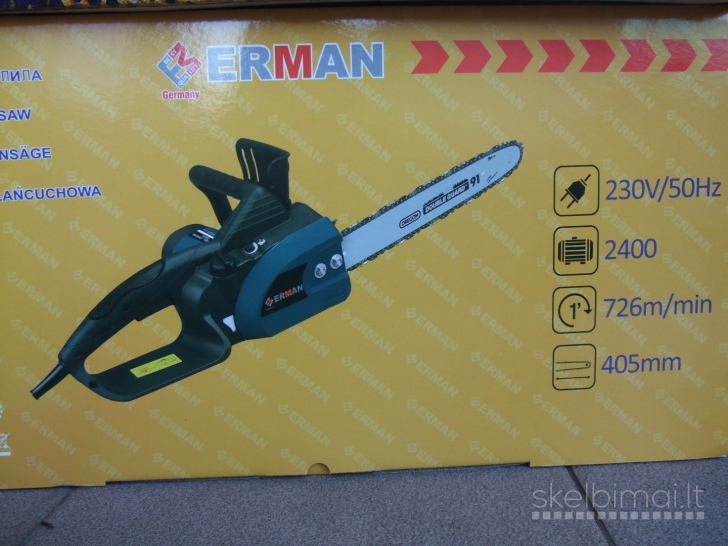 ERMAN
Germany
ПИЛА
SAW
NSÄGE
ŁAŃCUCHOWA
230V/50Hz
2400
1'
726m/min
405mm
OREGON
DOUBLE GUARD 91
ERMAN
skelbimai.lt